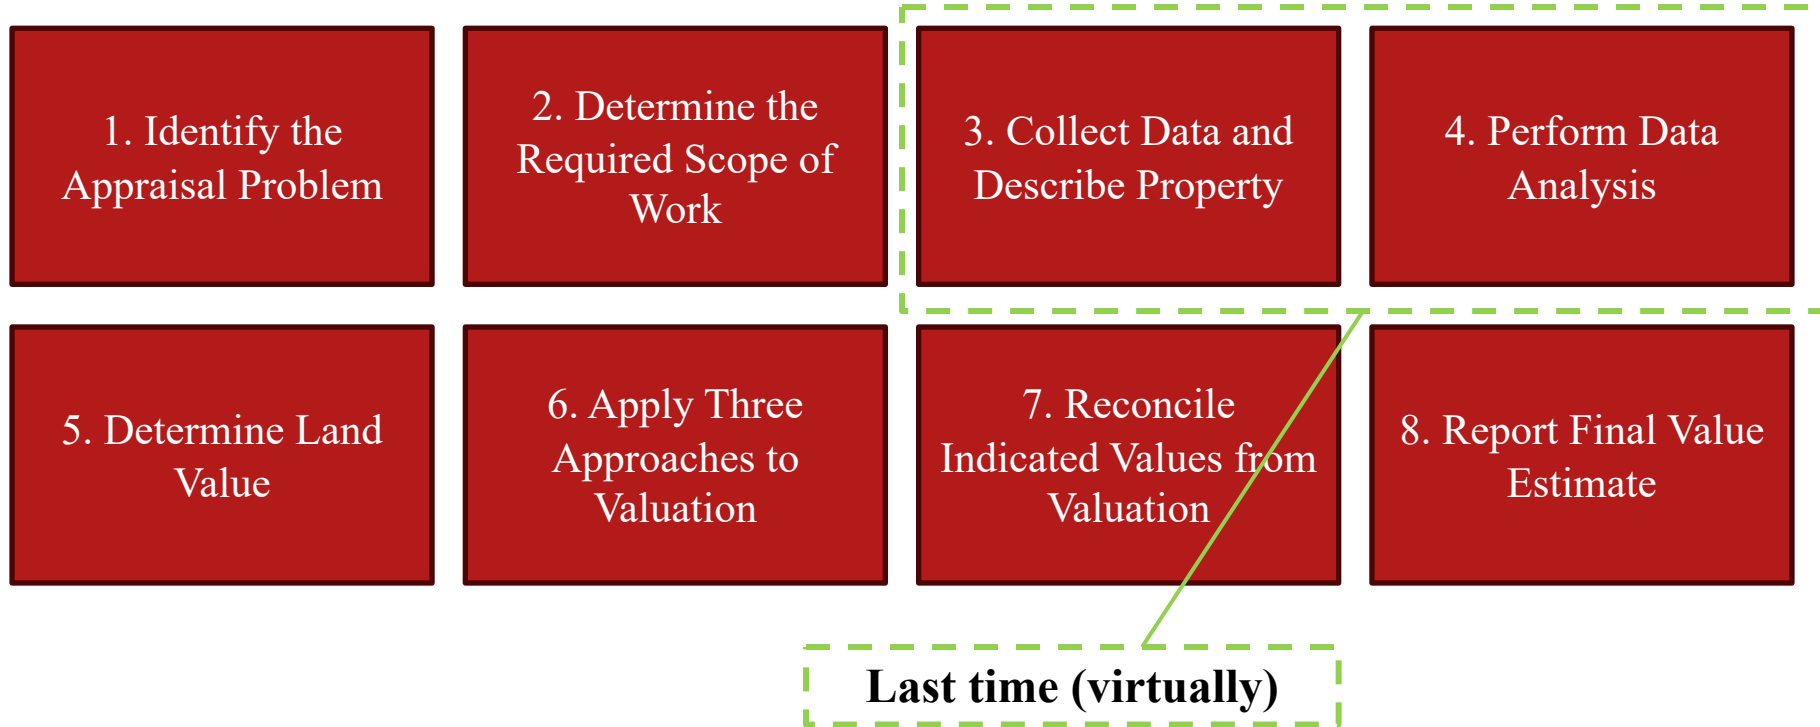 1. Identify the
Appraisal Problem
2. Determine the
Required Scope of
Work
3. Collect Data and
Describe Property
4. Perform Data
Analysis
5. Determine Land
Value
6. Apply Three
Approaches to
Valuation
7. Reconcile
Indicated Values from
Valuation
8. Report Final Value
Estimate
Last time (virtually)